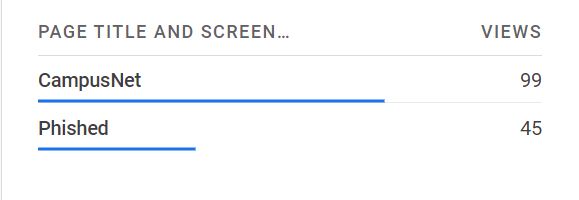 PAGE TITLE AND SCREEN… VIEWS
CampusNet 99
Phished 45